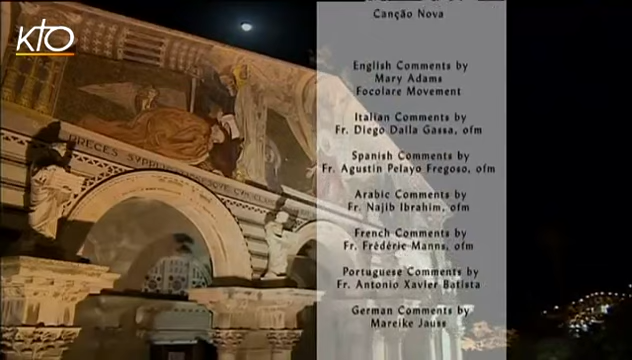 kto
Canção Nova
English Comments by
Mary Adams
Focolare Movement
Italian Comments by
Fr. Diego Dalla Gassa, ofm
Spanish Comments by
Fr. Agustín Pelayo Fregoso, ofm
Arabic Comments by
Fr. Najib Ibrahim, ofm
French Comments by
Fr. Frédéric Manns, ofm
Portuguese Comments by
Fr. Antonio Xavier Batista
German Comments by
Mareike Jauss
PRECES